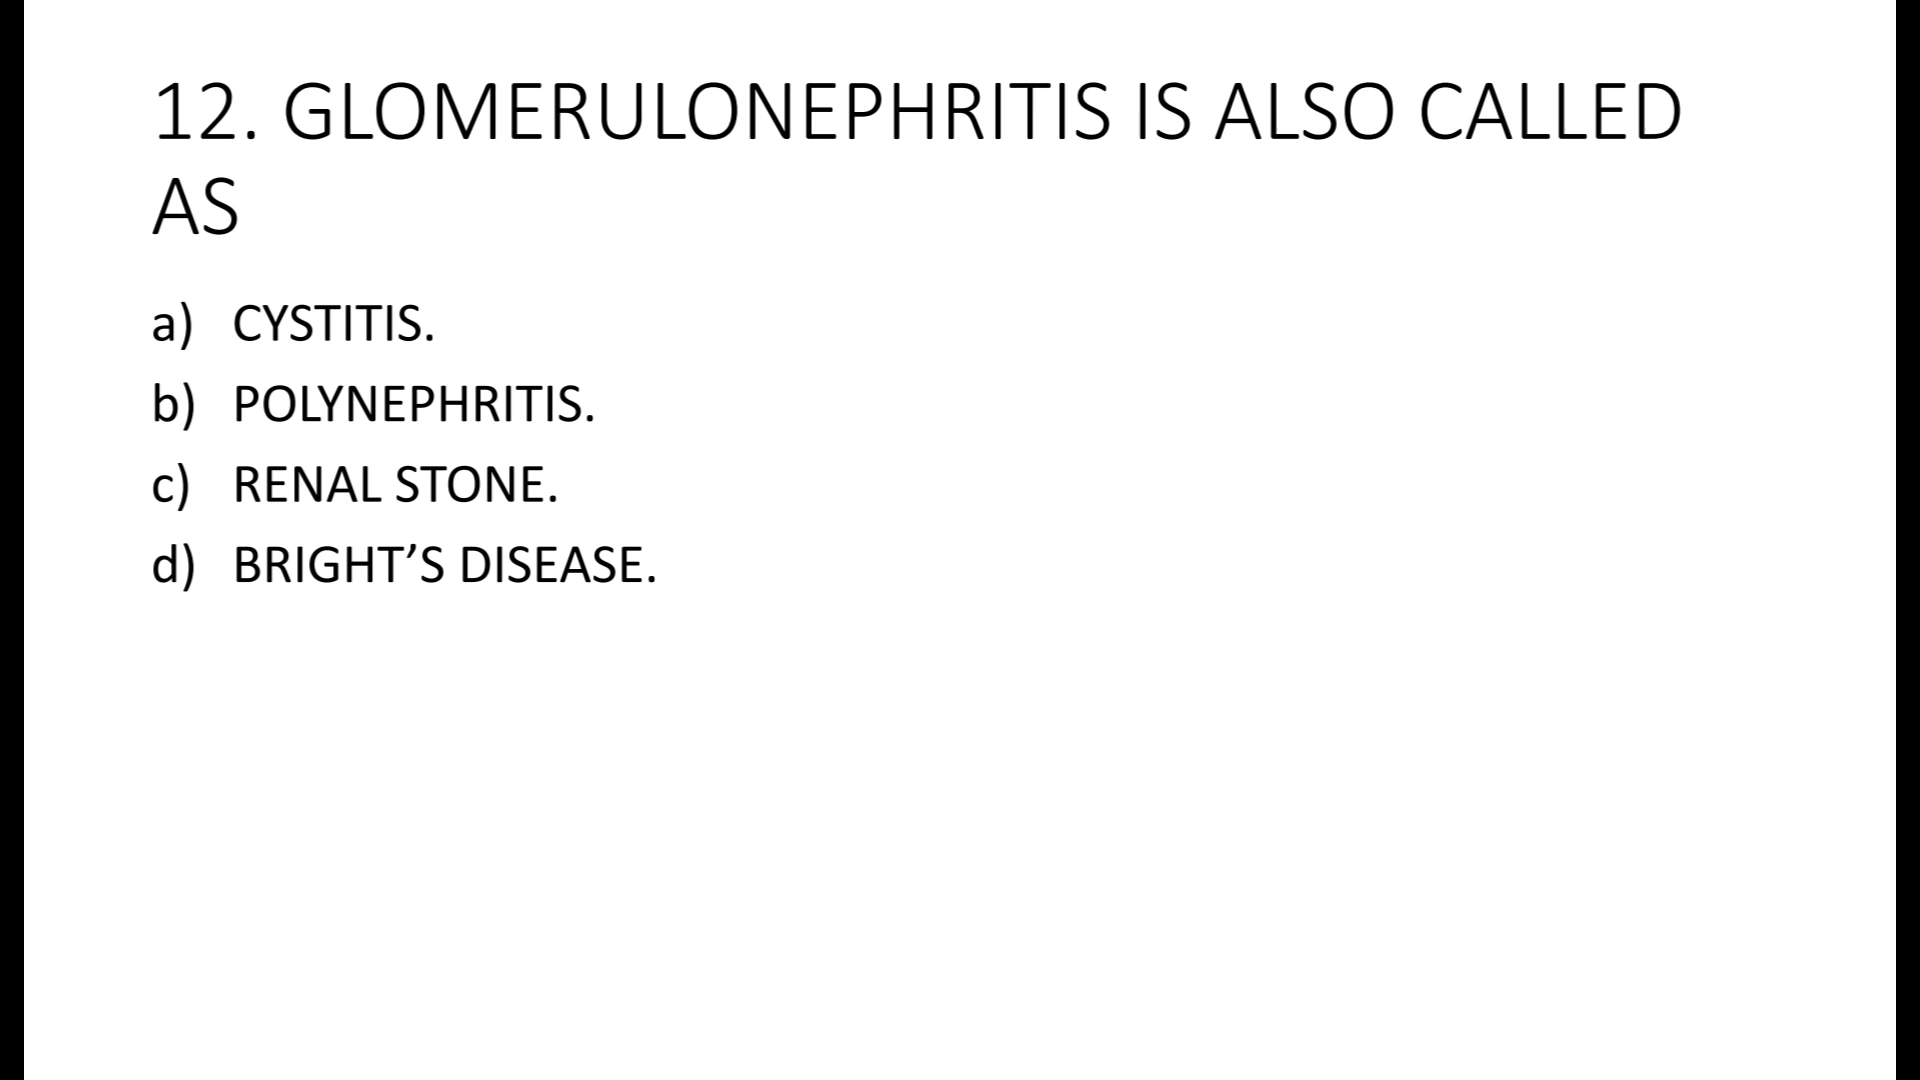 12. GLOMERULONEPHRITIS IS ALSO CALLED
AS
a) CYSTITIS.
b) POLYNEPHRITIS.
c) RENAL STONE.
d) BRIGHT’S DISEASE.